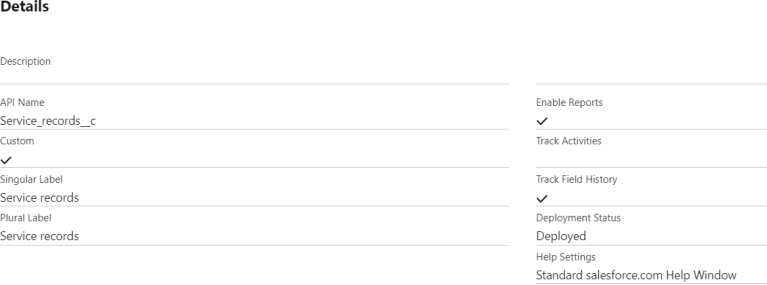 Details
Description
API Name
Service_records__c
Custom
Singular Label
Service records
Plural Label
Service records
Enable Reports
Track Activities
Track Field History
Deployment Status
Deployed
Help Settings
Standard salesforce.com Help Window